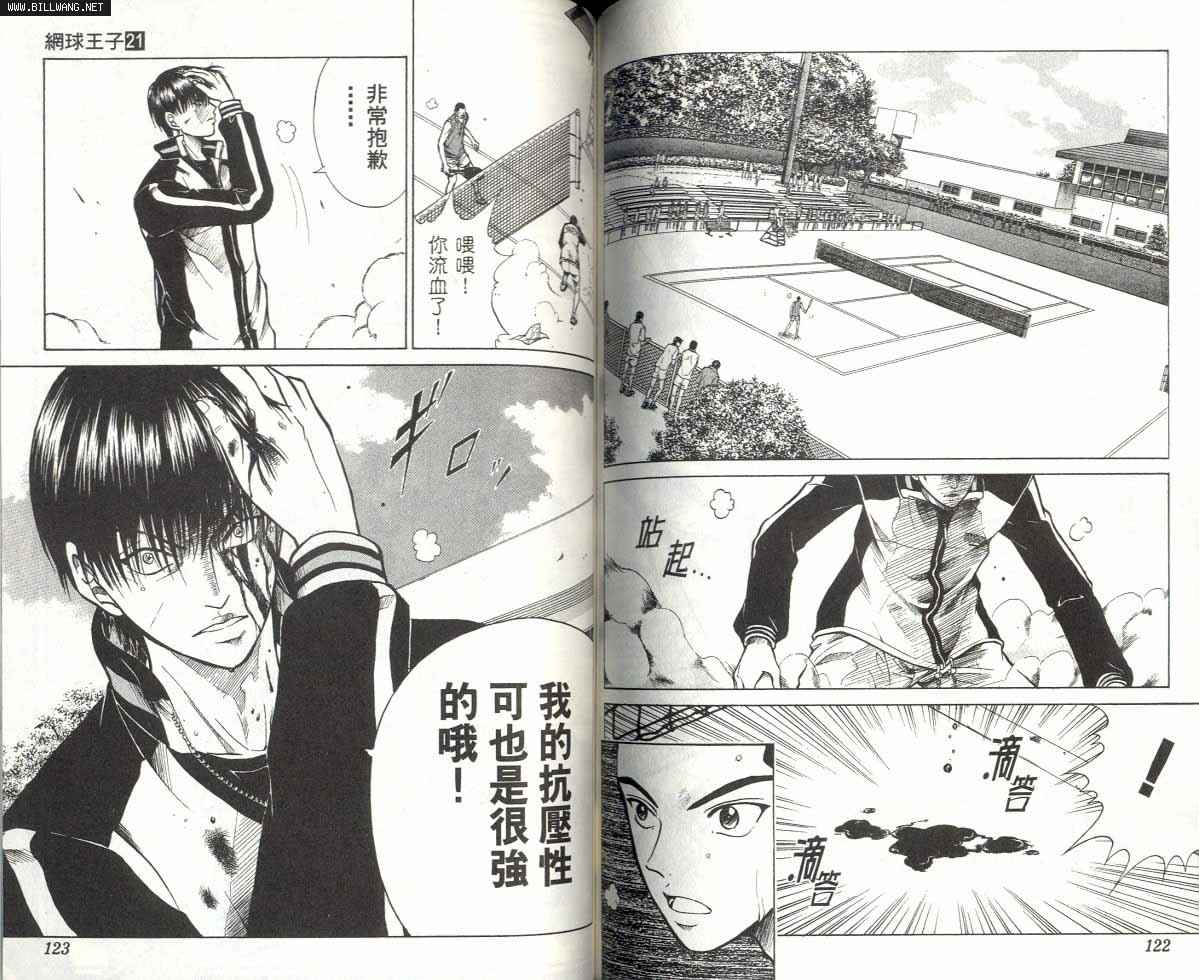 WWW.BILLWANG.NET
網球王子21
站起...
滴答
滴答
！
122
喂喂！
你流血了！
非常抱歉
……
ギロッ
我的抗壓性
可也是很強
的哦！
123